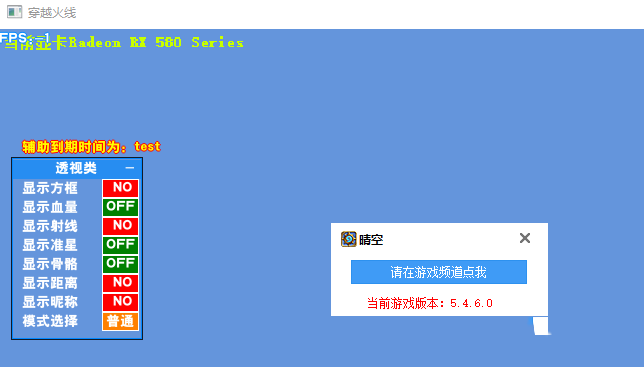 穿越火线
FPS: 1
当前显卡Radeon RX 580 Series
辅助到期时间为：test
透视类 －
显示方框 NO
显示血量 OFF
显示射线 NO
显示准星 OFF
显示骨骼 OFF
显示距离 NO
显示昵称 NO
模式选择 普通
晴空
请在游戏频道点我
当前游戏版本：5.4.6.0